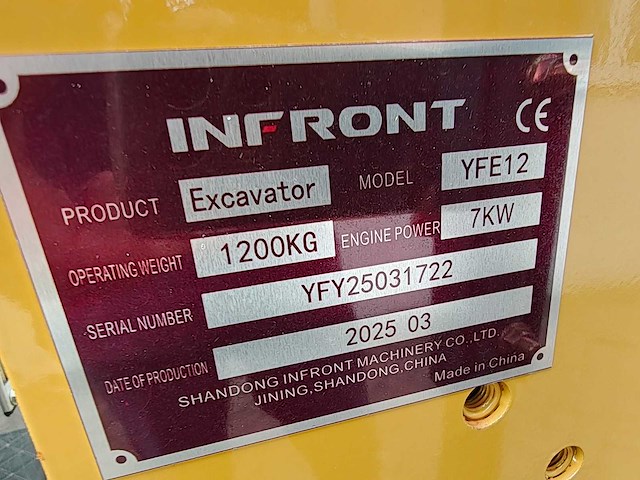 INFRONT CE
PRODUCT Excavator MODEL YFE12
OPERATING WEIGHT 1200KG ENGINE POWER 7KW
SERIAL NUMBER YFY25031722
DATE OF PRODUCTION 2025 03
SHANDONG INFRONT MACHINERY CO.,LTD.
JINING,SHANDONG,CHINA
Made in China